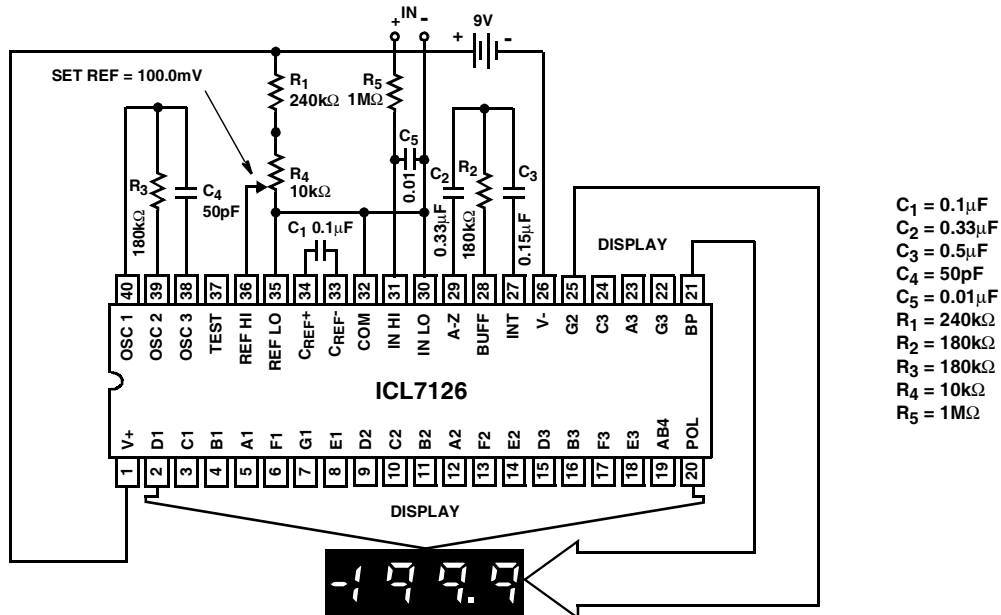 IN
+ -
9V
+ -
SET REF = 100.0mV
R1
240kΩ
R5
1MΩ
C5
0.01
R4
10kΩ
R3
180kΩ
C4
50pF
C1 0.1µF
C2
0.33µF
R2
180kΩ
C3
0.15µF
DISPLAY
C1 = 0.1µF
C2 = 0.33µF
C3 = 0.5µF
C4 = 50pF
C5 = 0.01µF
R1 = 240kΩ
R2 = 180kΩ
R3 = 180kΩ
R4 = 10kΩ
R5 = 1MΩ
40 39 38 37 36 35 34 33 32 31 30 29 28 27 26 25 24 23 22 21
OSC 1 OSC 2 OSC 3 TEST REF HI REF LO CREF+ CREF- COM IN HI IN LO A-Z BUFF INT V- G2 C3 A3 G3 BP
ICL7126
V+ D1 C1 B1 A1 F1 G1 E1 D2 C2 B2 A2 F2 E2 D3 B3 F3 E3 AB4 POL
1 2 3 4 5 6 7 8 9 10 11 12 13 14 15 16 17 18 19 20
DISPLAY
-199.9